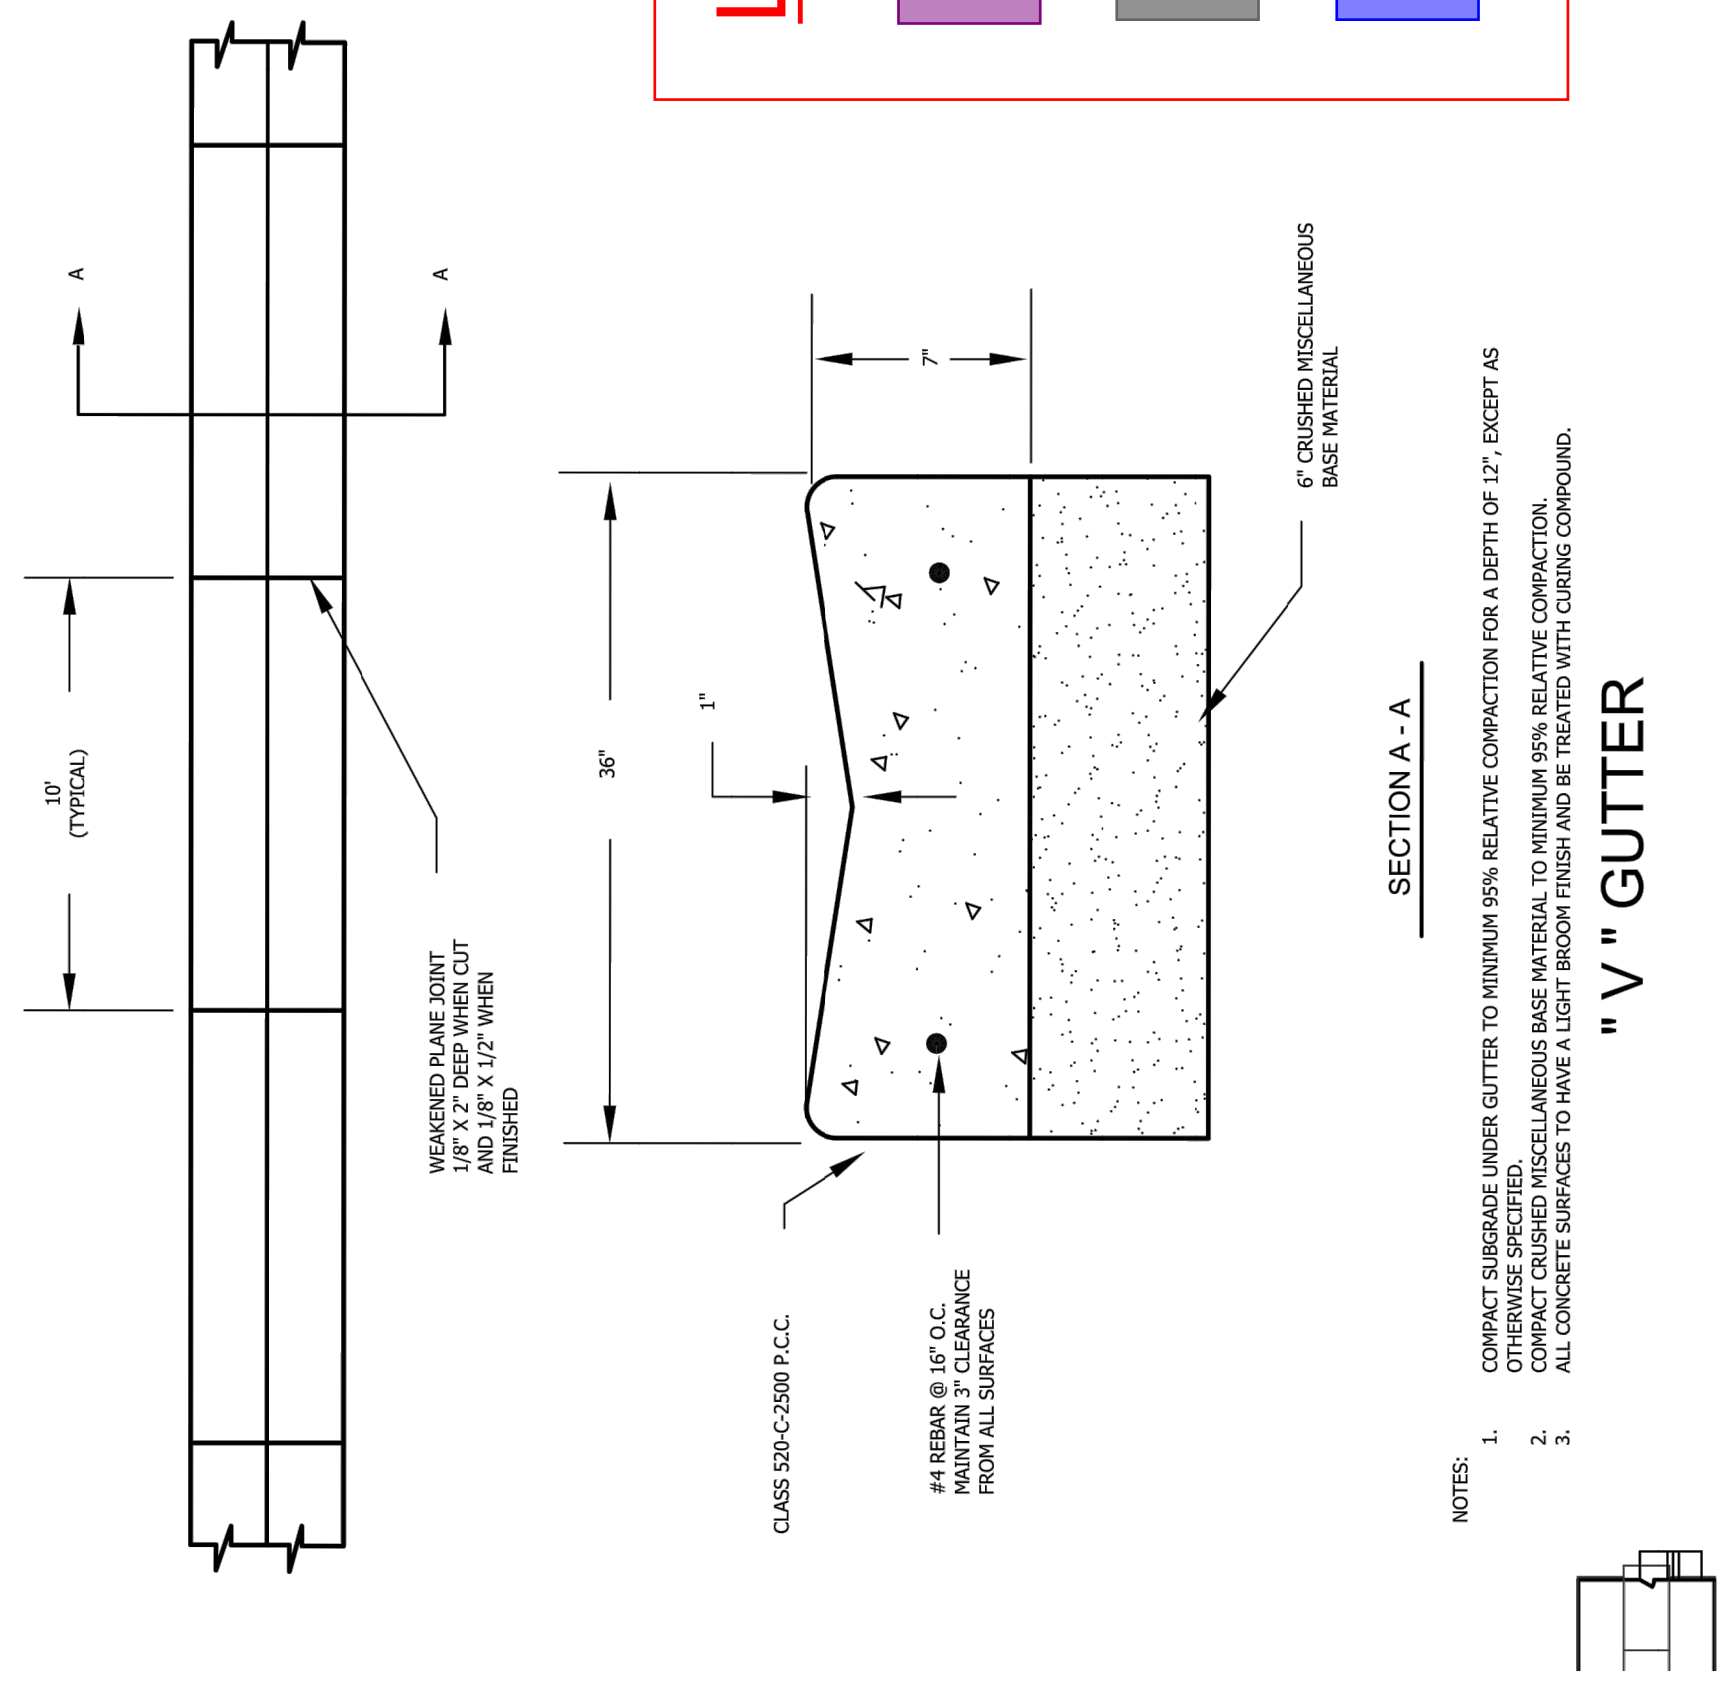 A
A
10'
(TYPICAL)
WEAKENED PLANE JOINT
1/8" X 2" DEEP WHEN CUT
AND 1/8" X 1/2" WHEN
FINISHED
36"
1"
7"
CLASS 520-C-2500 P.C.C.
#4 REBAR @ 16" O.C.
MAINTAIN 3" CLEARANCE
FROM ALL SURFACES
6" CRUSHED MISCELLANEOUS
BASE MATERIAL
SECTION A - A
NOTES:
1. COMPACT SUBGRADE UNDER GUTTER TO MINIMUM 95% RELATIVE COMPACTION FOR A DEPTH OF 12", EXCEPT AS
OTHERWISE SPECIFIED.
2. COMPACT CRUSHED MISCELLANEOUS BASE MATERIAL TO MINIMUM 95% RELATIVE COMPACTION.
3. ALL CONCRETE SURFACES TO HAVE A LIGHT BROOM FINISH AND BE TREATED WITH CURING COMPOUND.
" V " GUTTER